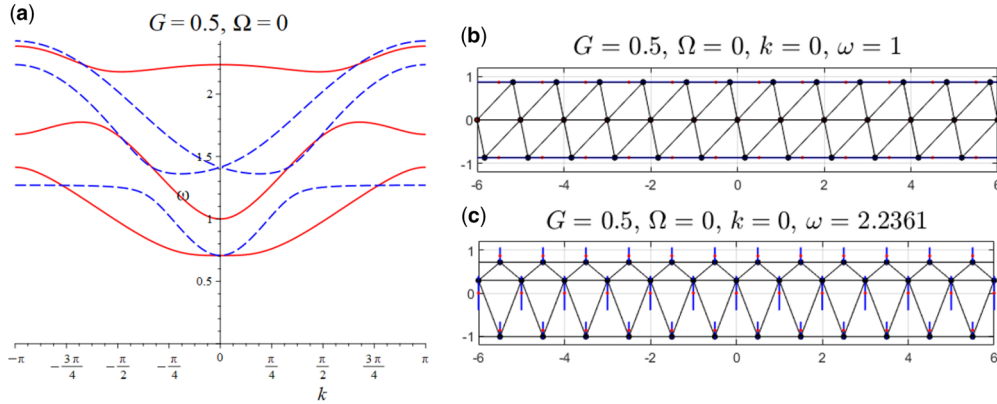 (a)
G = 0.5, Ω = 0
2
1.5
ω
1
0.5
−π
−3π/4
−π/2
−π/4
0
π/4
π/2
3π/4
π
k
(b)
G = 0.5, Ω = 0, k = 0, ω = 1
1
0
-1
-6 -4 -2 0 2 4 6
(c)
G = 0.5, Ω = 0, k = 0, ω = 2.2361
1
0
-1
-6 -4 -2 0 2 4 6